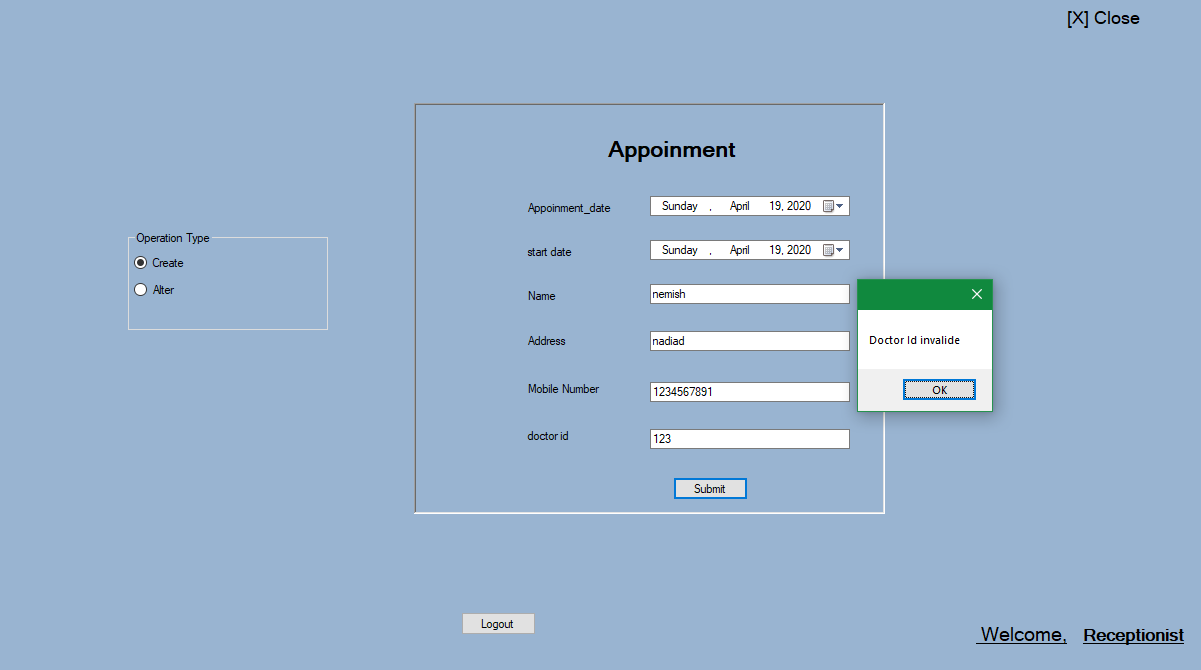 [X] Close
Appoinment
Appoinment_date Sunday , April 19, 2020
Operation Type
start date Sunday , April 19, 2020
Create
Alter
Name nemish
Address nadiad
Doctor Id invalide
OK
Mobile Number 1234567891
doctor id 123
Submit
Logout
Welcome, Receptionist